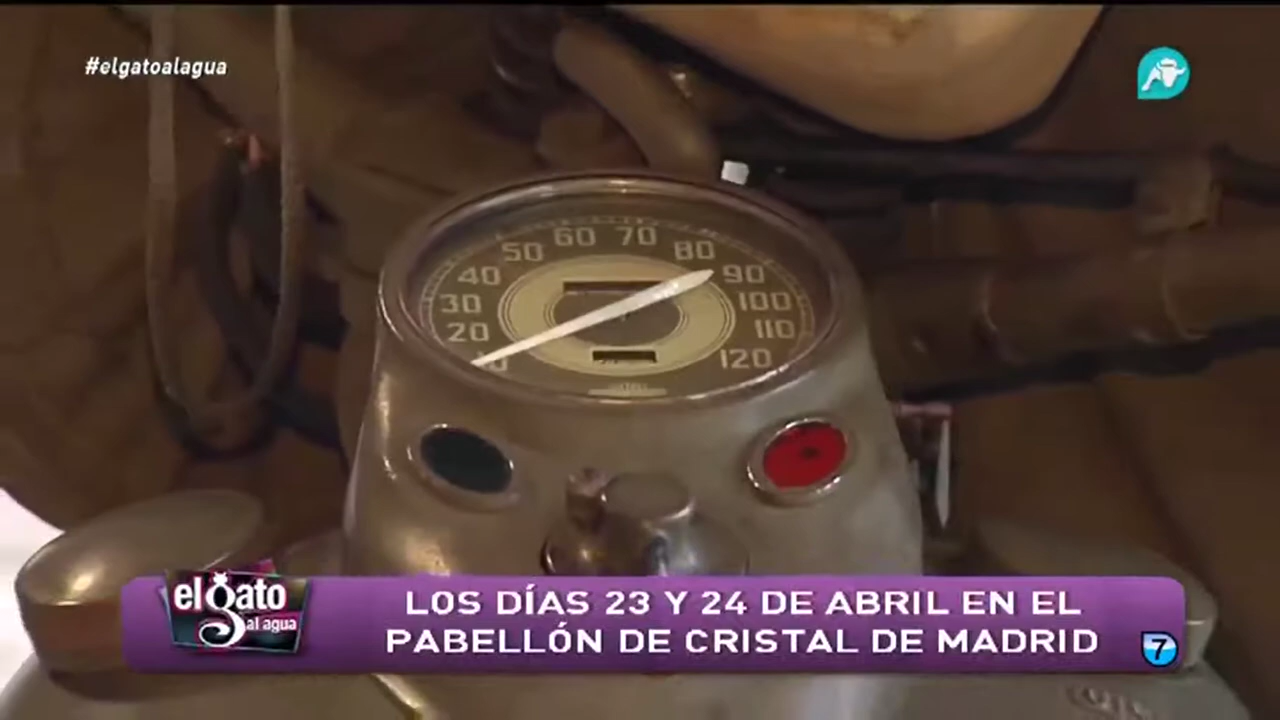 #elgatoalagua
60 70
50 80
40 90
30 100
20 110
10 120
el gato
al agua
LOS DÍAS 23 Y 24 DE ABRIL EN EL
PABELLÓN DE CRISTAL DE MADRID
7